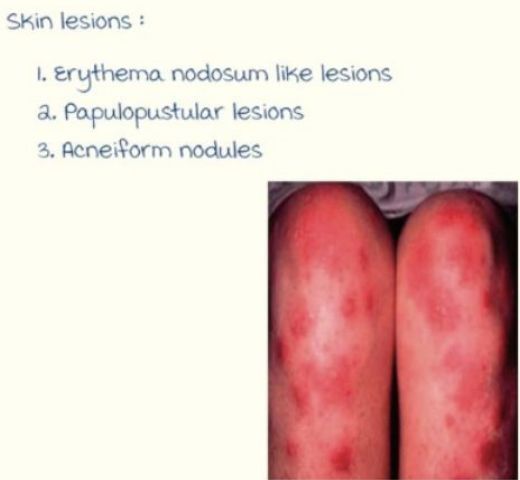 Skin lesions :
1. Erythema nodosum like lesions
2. Papulopustular lesions
3. Acneiform nodules